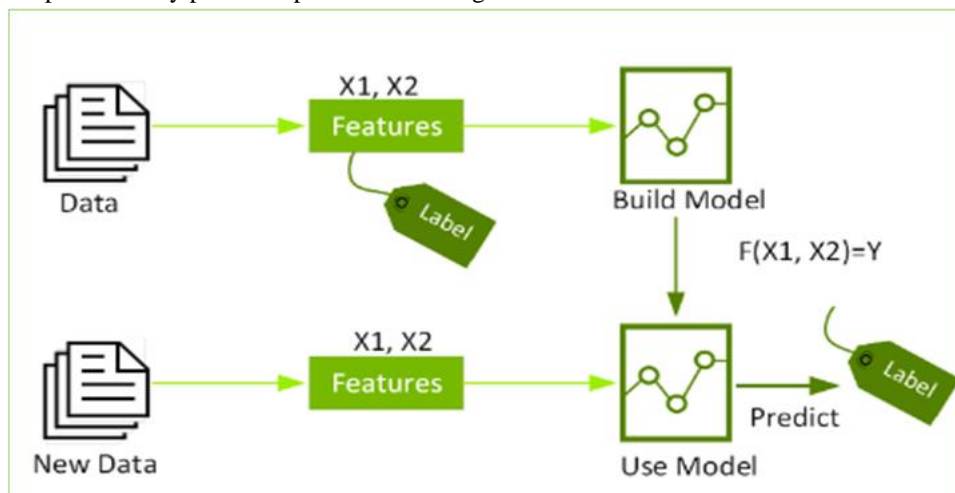 X1, X2
Features
Data
Label
Build Model
F(X1, X2)=Y
X1, X2
Features
Label
Predict
New Data
Use Model